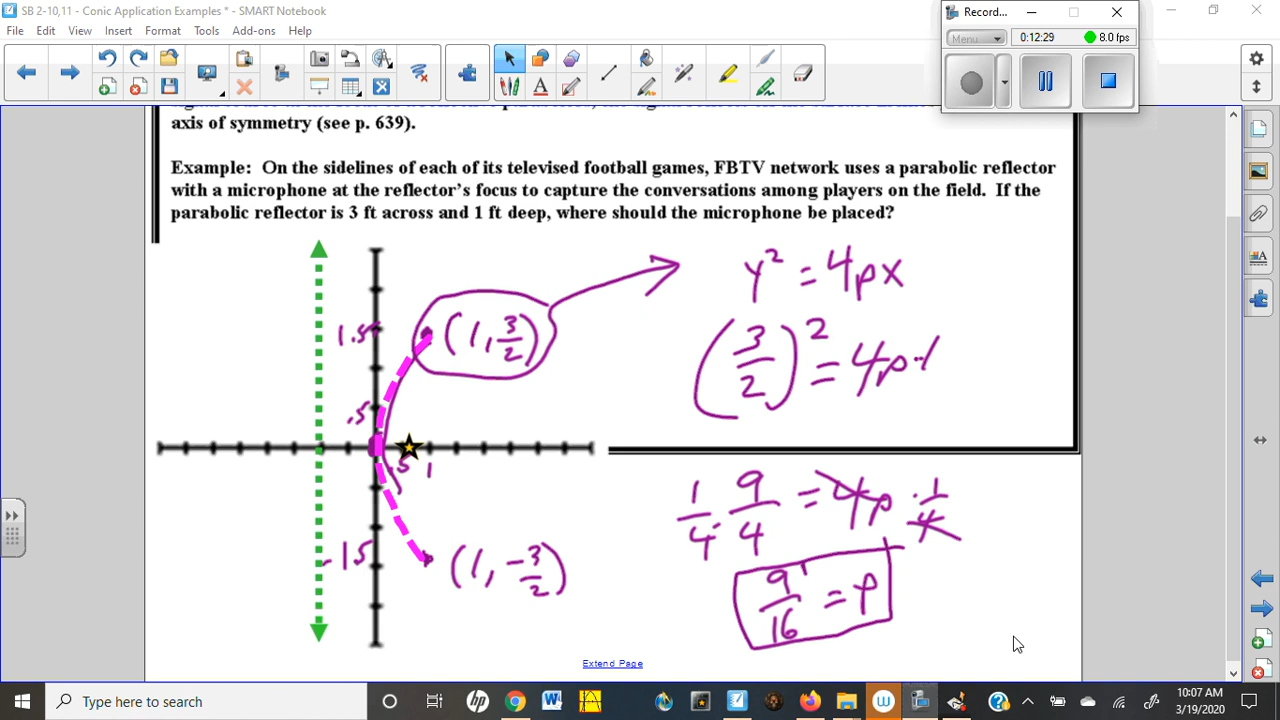 SB 2-10,11 - Conic Application Examples * - SMART Notebook
File Edit View Insert Format Tools Add-ons Help
Record...
Menu
0:12:29
8.0 fps
axis of symmetry (see p. 639).
Example: On the sidelines of each of its televised football games, FBTV network uses a parabolic reflector
with a microphone at the reflector's focus to capture the conversations among players on the field. If the
parabolic reflector is 3 ft across and 1 ft deep, where should the microphone be placed?
1.5
(1, 3/2)
.5
.5 1
-1.5
(1, -3/2)
y² = 4px
(3/2)² = 4p·1
1/4 · 9/4 = 4p · 1/4
9/16 ' = p
Extend Page
Type here to search
10:07 AM
3/19/2020